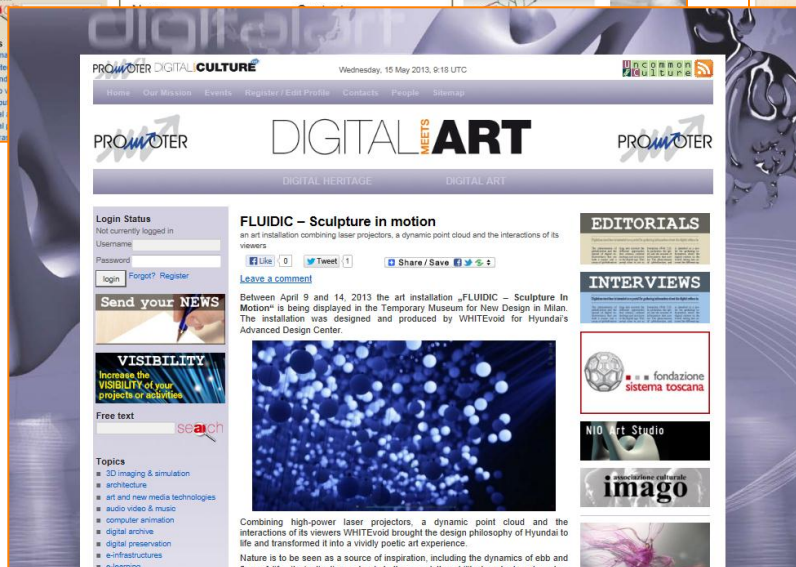 digitalart
PROMOTER DIGITAL CULTURE
Wednesday, 15 May 2013, 9:18 UTC
Uncommon Culture
Home Our Mission Events Register / Edit Profile Contacts People Sitemap
PROMOTER
DIGITAL MEETS ART
PROMOTER
DIGITAL HERITAGE DIGITAL ART
Login Status
Not currently logged in
Username
Password
login Forgot? Register
Send your NEWS
VISIBILITY
Increase the
VISIBILITY of your
projects or activities
Free text
search
Topics
3D imaging & simulation
architecture
art and new media technologies
audio video & music
computer animation
digital archive
digital preservation
e-infrastructures
e-learning
FLUIDIC – Sculpture in motion
an art installation combining laser projectors, a dynamic point cloud and the interactions of its
viewers
Like 0 Tweet 1 Share / Save
Leave a comment
Between April 9 and 14, 2013 the art installation „FLUIDIC – Sculpture In
Motion“ is being displayed in the Temporary Museum for New Design in Milan.
The installation was designed and produced by WHITEvoid for Hyundai's
Advanced Design Center.
Combining high-power laser projectors, a dynamic point cloud and the
interactions of its viewers WHITEvoid brought the design philosophy of Hyundai to
life and transformed it into a vividly poetic art experience.
Nature is to be seen as a source of inspiration, including the dynamics of ebb and
EDITORIALS
INTERVIEWS
fondazione
sistema toscana
NIO Art Studio
associazione culturale
imago